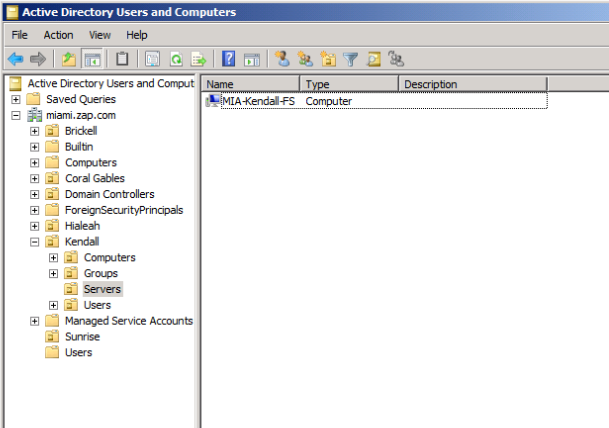 Active Directory Users and Computers
File Action View Help
Active Directory Users and Comput
Name Type Description
Saved Queries
MIA-Kendall-FS Computer
miami.zap.com
Brickell
Builtin
Computers
Coral Gables
Domain Controllers
ForeignSecurityPrincipals
Hialeah
Kendall
Computers
Groups
Servers
Users
Managed Service Accounts
Sunrise
Users